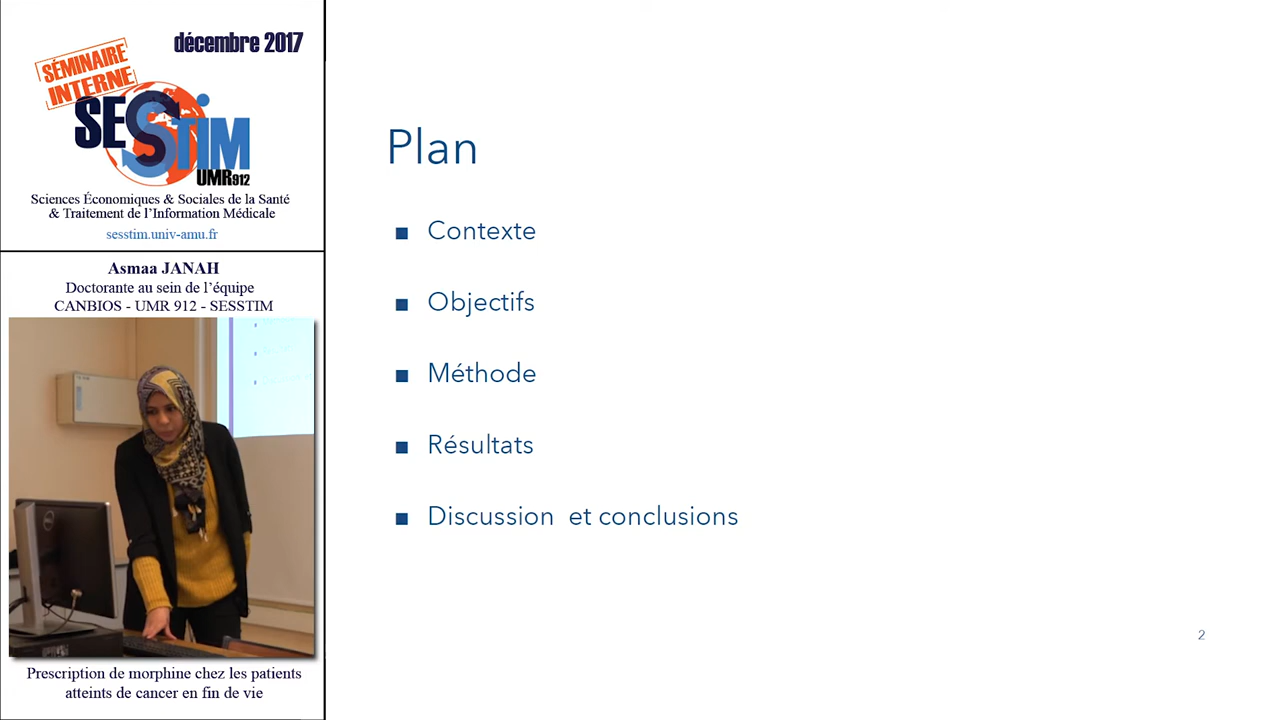 décembre 2017
SÉMINAIRE
INTERNE
SESSTIM
UMR912
Sciences Économiques & Sociales de la Santé
& Traitement de l'Information Médicale
sesstim.univ-amu.fr
Asmaa JANAH
Doctorante au sein de l'équipe
CANBIOS - UMR 912 - SESSTIM
Prescription de morphine chez les patients
atteints de cancer en fin de vie
Plan
■ Contexte
■ Objectifs
■ Méthode
■ Résultats
■ Discussion et conclusions
2